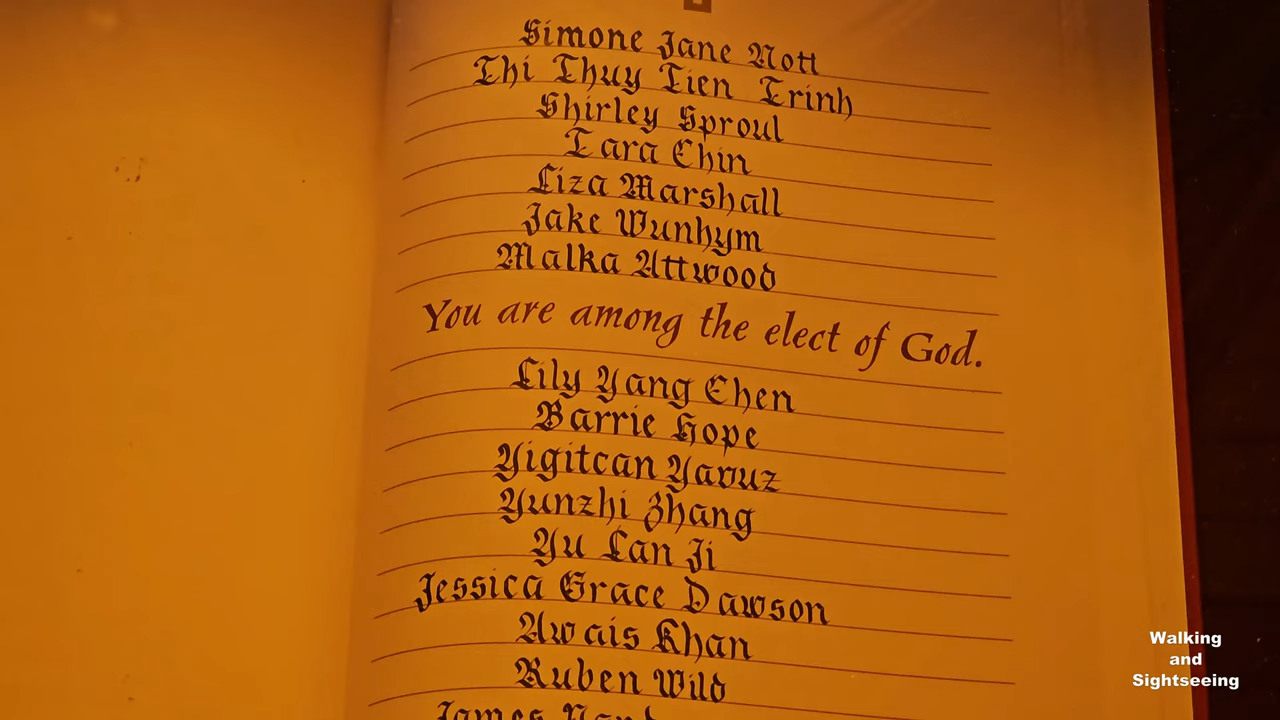 Simone Jane Nott
Thi Thuy Tien Trinh
Shirley Sproul
Tara Chin
Liza Marshall
Jake Wunhym
Malka Attwood
You are among the elect of God.
Lily Yang Chen
Barrie Hope
Yigitcan Yavuz
Yunzhi Zhang
Yu Lan Ji
Jessica Grace Dawson
Awais Khan
Ruben Wild
James
Walking
and
Sightseeing